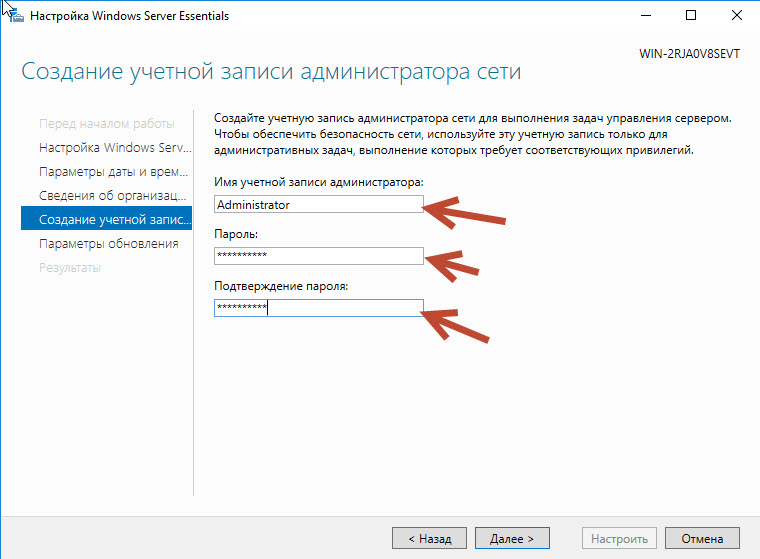 Настройка Windows Server Essentials
WIN-2RJA0V8SEVT
Создание учетной записи администратора сети
Перед началом работы
Настройка Windows Serv...
Параметры даты и врем...
Сведения об организац...
Создание учетной запис...
Параметры обновления
Результаты
Создайте учетную запись администратора сети для выполнения задач управления сервером.
Чтобы обеспечить безопасность сети, используйте эту учетную запись только для
административных задач, выполнение которых требует соответствующих привилегий.
Имя учетной записи администратора:
Administrator
Пароль:
**********
Подтверждение пароля:
**********
< Назад
Далее >
Настроить
Отмена